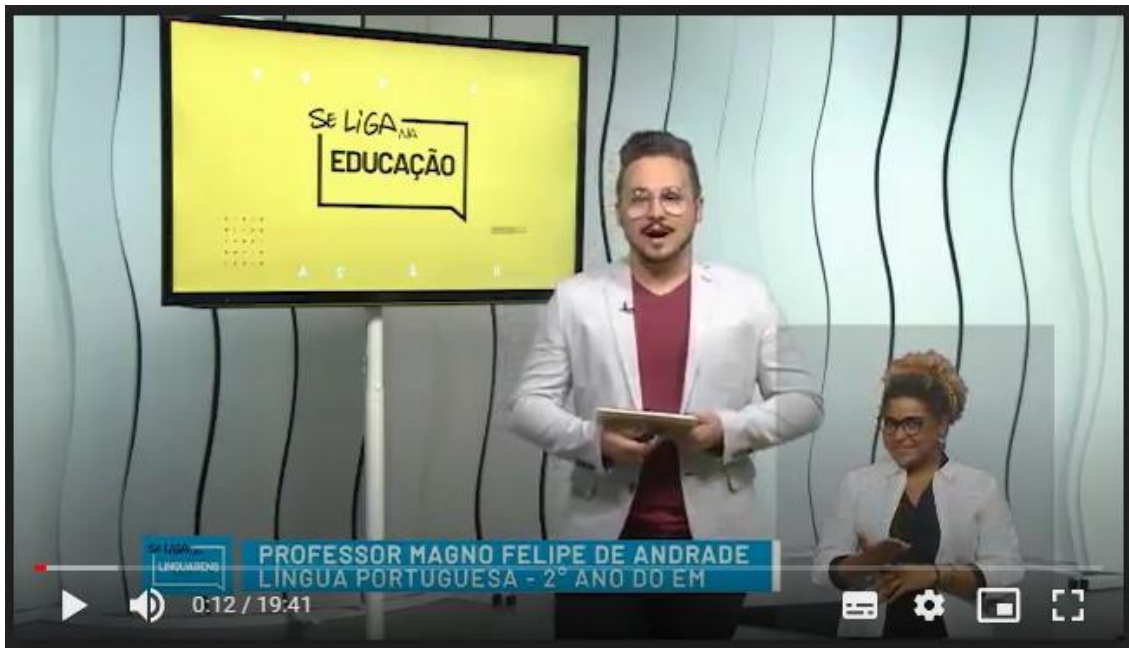 SE LIGA NA
EDUCAÇÃO
SE LIGA NA
LINGUAGENS
PROFESSOR MAGNO FELIPE DE ANDRADE
LÍNGUA PORTUGUESA - 2° ANO DO EM
0:12 / 19:41